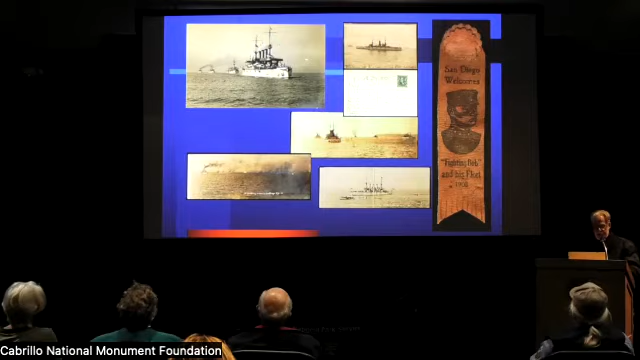 San Diego
Welcomes
"Fighting Bob"
and his Fleet
1908
Cabrillo National Monument Foundation